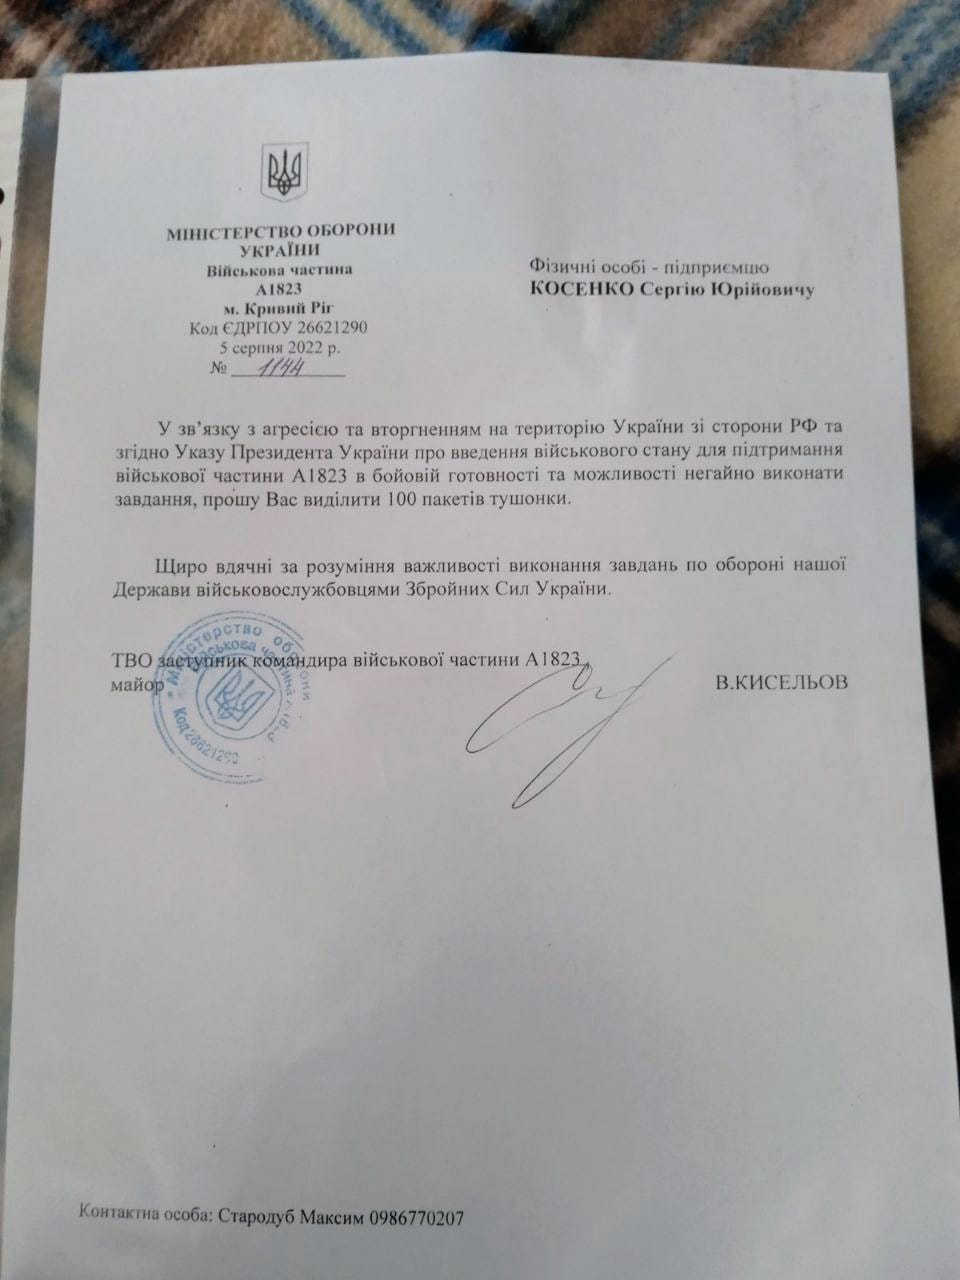 МІНІСТЕРСТВО ОБОРОНИ
УКРАЇНИ
Військова частина
А1823
м. Кривий Ріг
Код ЄДРПОУ 26621290
5 серпня 2022 р.
№ 1144
Фізичні особі - підприємцю
КОСЕНКО Сергію Юрійовичу
У зв’язку з агресією та вторгненням на територію України зі сторони РФ та
згідно Указу Президента України про введення військового стану для підтримання
військової частини А1823 в бойовій готовності та можливості негайно виконати
завдання, прошу Вас виділити 100 пакетів тушонки.
Щиро вдячні за розуміння важливості виконання завдань по обороні нашої
Держави військовослужбовцями Збройних Сил України.
ТВО заступник командира військової частини А1823
майор
В.КИСЕЛЬОВ
Міністерство оборони
Військова частина
Код 26621290
Контактна особа: Стародуб Максим 0986770207